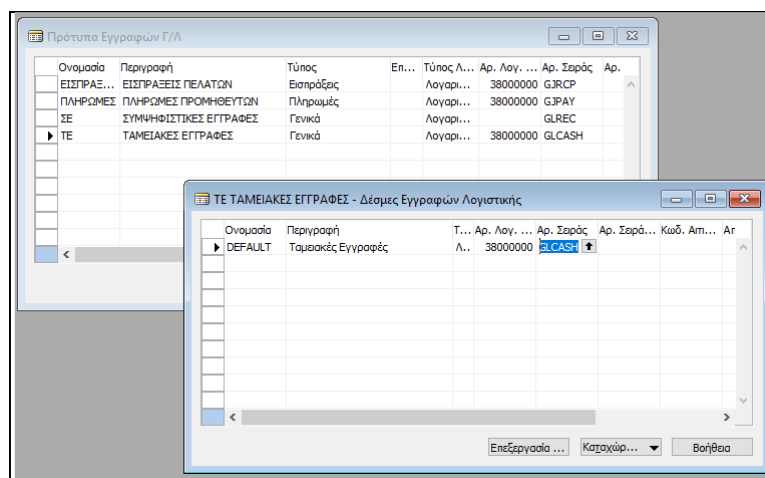 Πρότυπα Εγγραφών Γ/Λ
Ονομασία Περιγραφή Τύπος Επ... Τύπος Λ... Αρ. Λογ. ... Αρ. Σειράς Αρ.
ΕΙΣΠΡΑΞ... ΕΙΣΠΡΑΞΕΙΣ ΠΕΛΑΤΩΝ Εισπράξεις Λογαρι... 38000000 GJRCP
ΠΛΗΡΩΜΕΣ ΠΛΗΡΩΜΕΣ ΠΡΟΜΗΘΕΥΤΩΝ Πληρωμές Λογαρι... 38000000 GJPAY
ΣΕ ΣΥΜΨΗΦΙΣΤΙΚΕΣ ΕΓΓΡΑΦΕΣ Γενικά Λογαρι... GLREC
ΤΕ ΤΑΜΕΙΑΚΕΣ ΕΓΓΡΑΦΕΣ Γενικά Λογαρι... 38000000 GLCASH
ΤΕ ΤΑΜΕΙΑΚΕΣ ΕΓΓΡΑΦΕΣ - Δέσμες Εγγραφών Λογιστικής
Ονομασία Περιγραφή Τ... Αρ. Λογ. ... Αρ. Σειράς Αρ. Σειρά... Κωδ. Αιτι... Απ
DEFAULT Ταμειακές Εγγραφές Λ.. 38000000 GLCASH
Επεξεργασία ... Καταχώρ... Βοήθεια